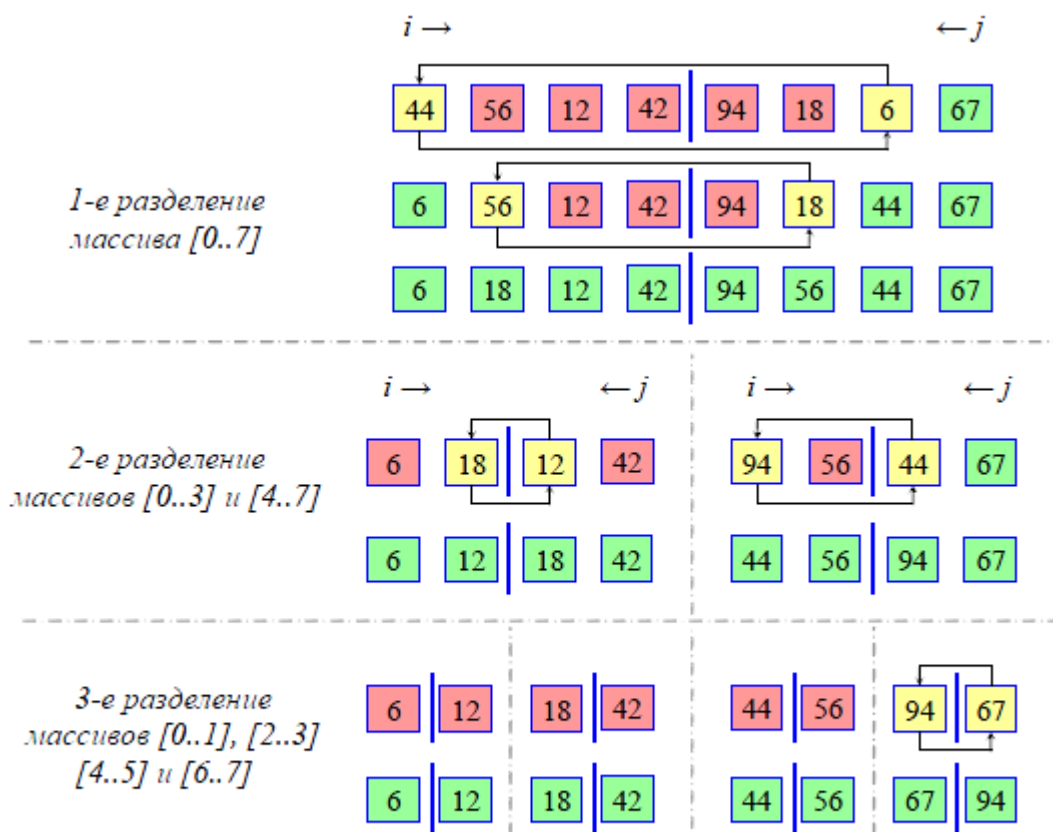 i → ← j
44 56 12 42 94 18 6 67
1-е разделение
массива [0..7]
6 56 12 42 94 18 44 67
6 18 12 42 94 56 44 67
i → ← j i → ← j
2-е разделение
массивов [0..3] и [4..7]
6 18 12 42 94 56 44 67
6 12 18 42 44 56 94 67
3-е разделение
массивов [0..1], [2..3]
[4..5] и [6..7]
6 12 18 42 44 56 94 67
6 12 18 42 44 56 67 94